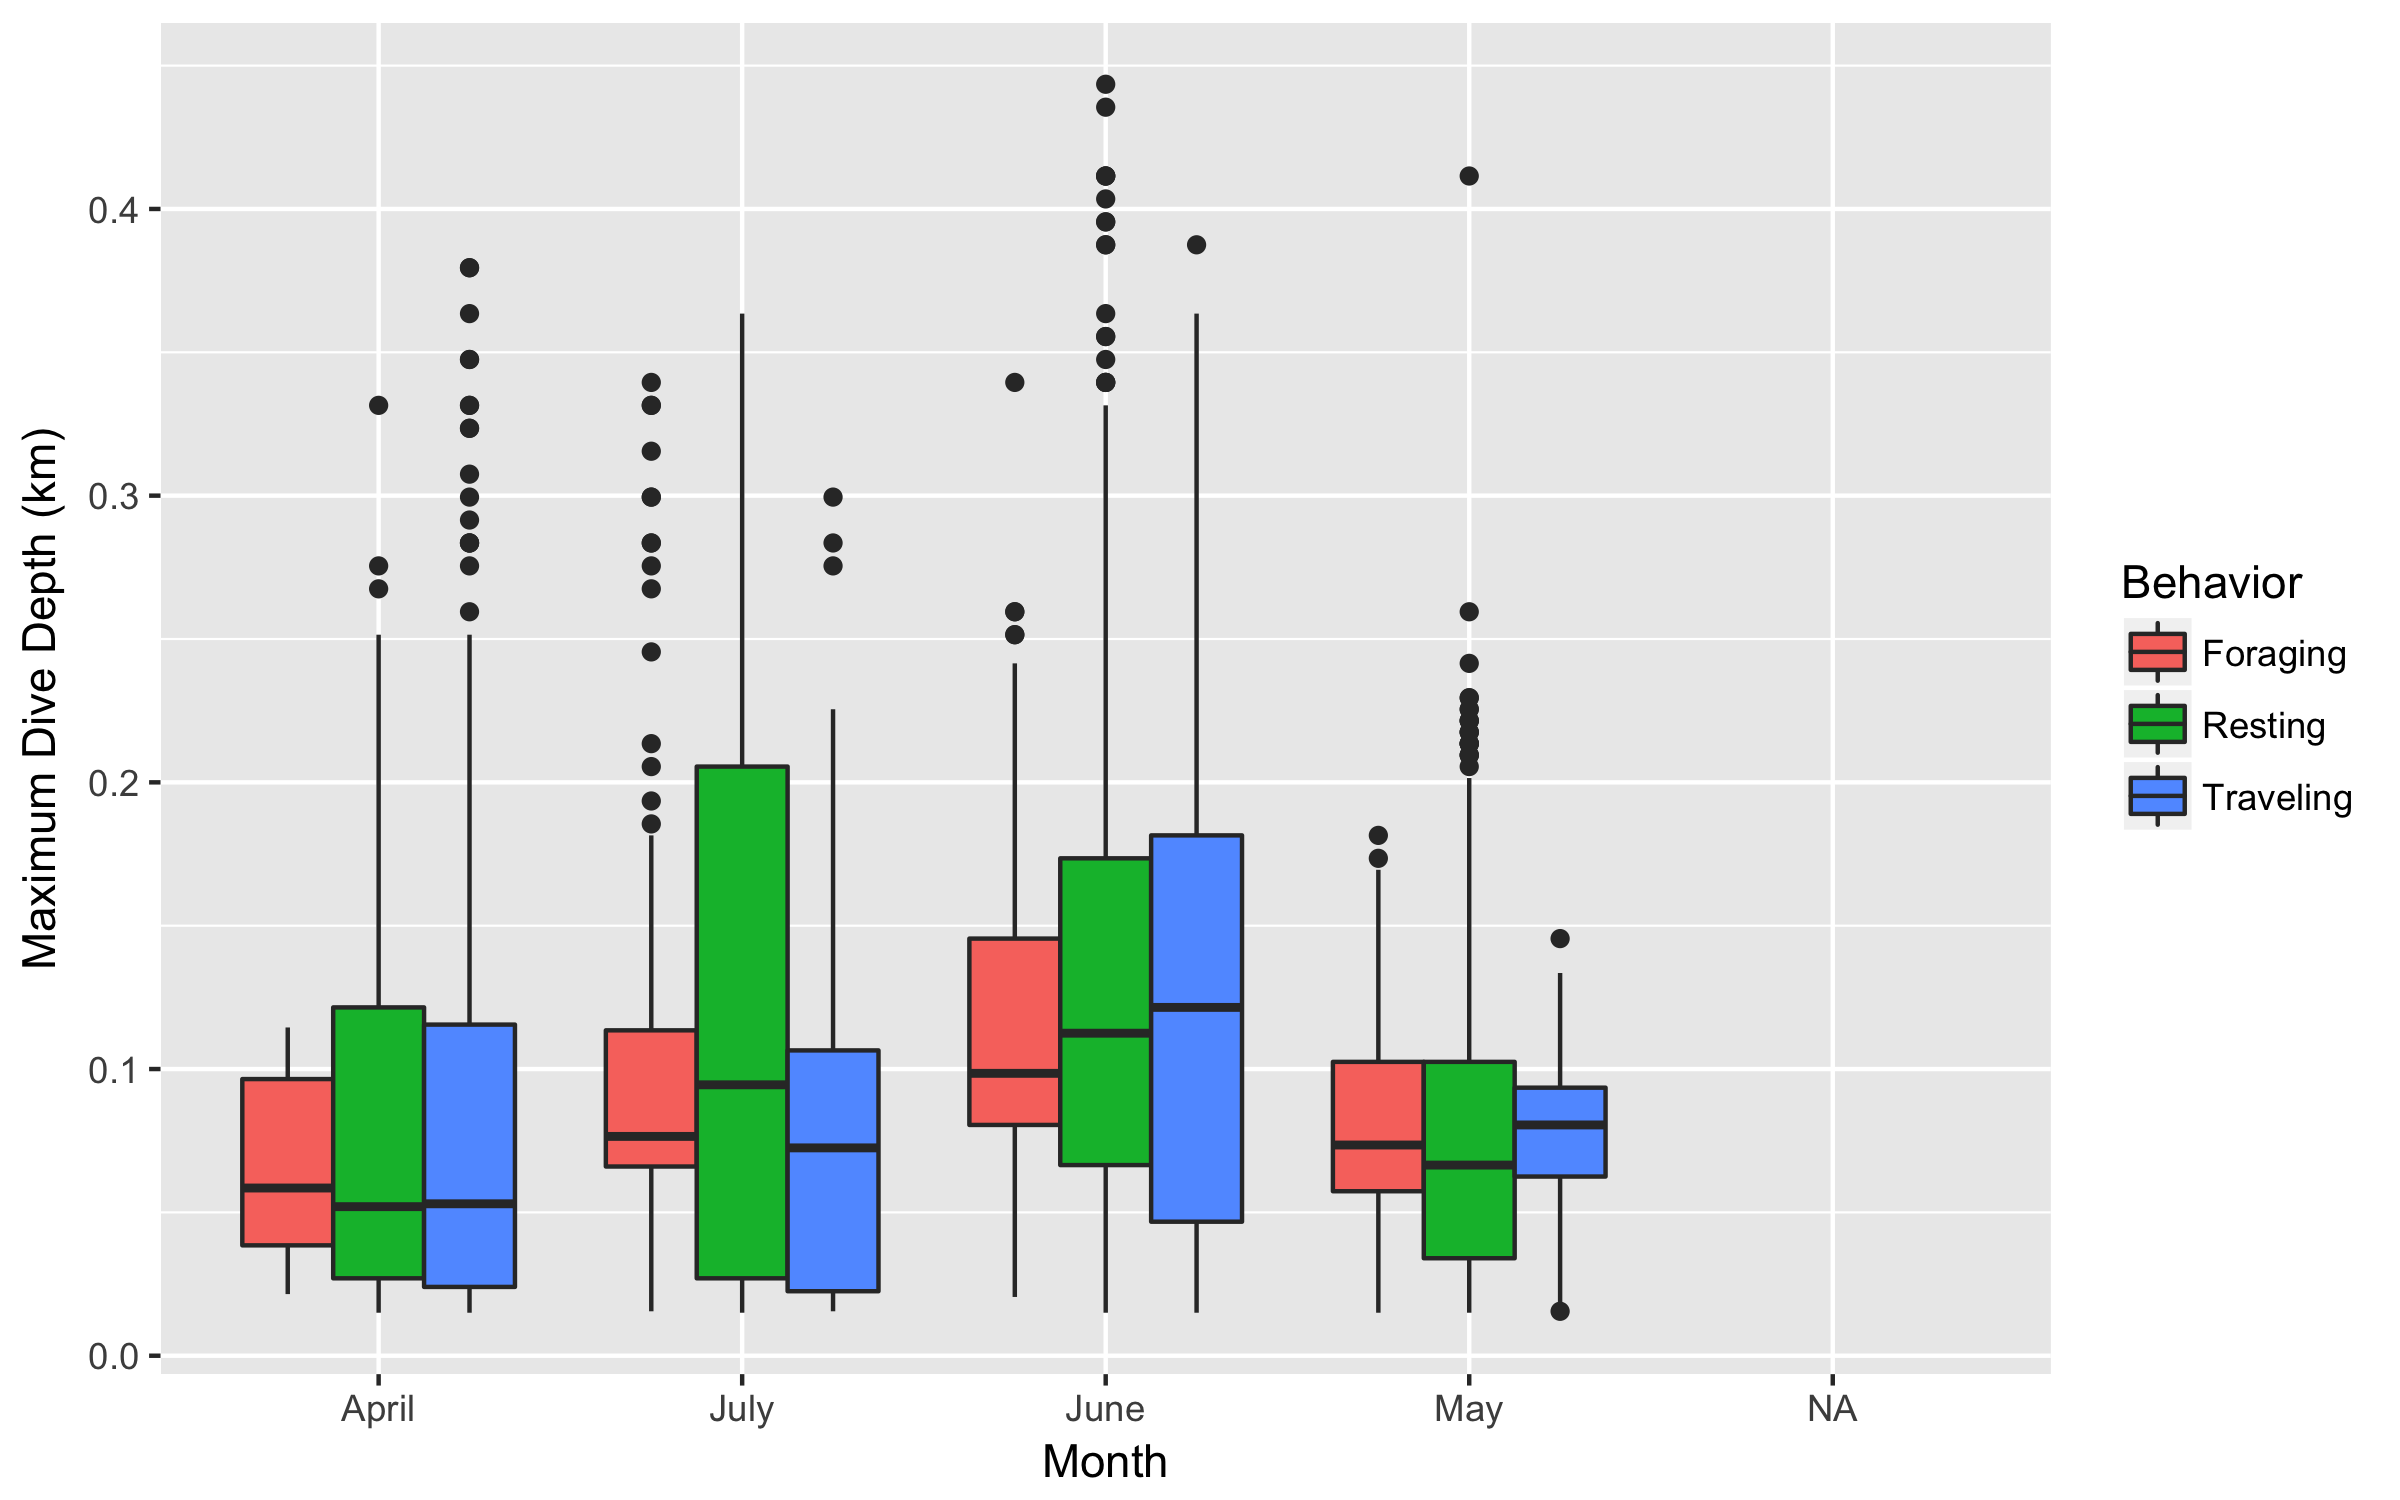 Maximum Dive Depth (km)
0.4
0.3
0.2
0.1
0.0
April July June May NA
Month
Behavior
Foraging
Resting
Traveling